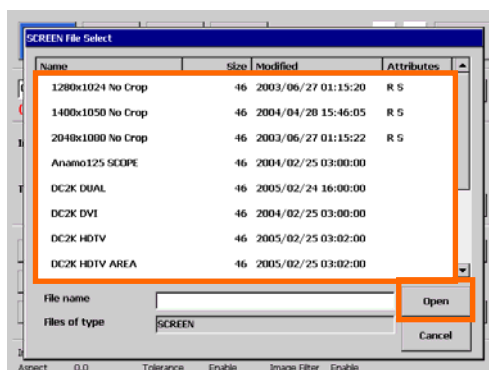 SCREEN File Select
Name Size Modified Attributes
1280x1024 No Crop 46 2003/06/27 01:15:20 R S
1400x1050 No Crop 46 2004/04/28 15:46:05 R S
2048x1080 No Crop 46 2003/06/27 01:15:22 R S
Anamo125 SCOPE 46 2004/02/25 03:00:00
DC2K DUAL 46 2005/02/24 16:00:00
DC2K DVI 46 2004/02/25 03:00:00
DC2K HDTV 46 2005/02/25 03:02:00
DC2K HDTV AREA 46 2005/02/25 03:02:00
File name Open
Files of type SCREEN
Cancel
Aspect 0.0 Tolerance Enable Image Filter Enable